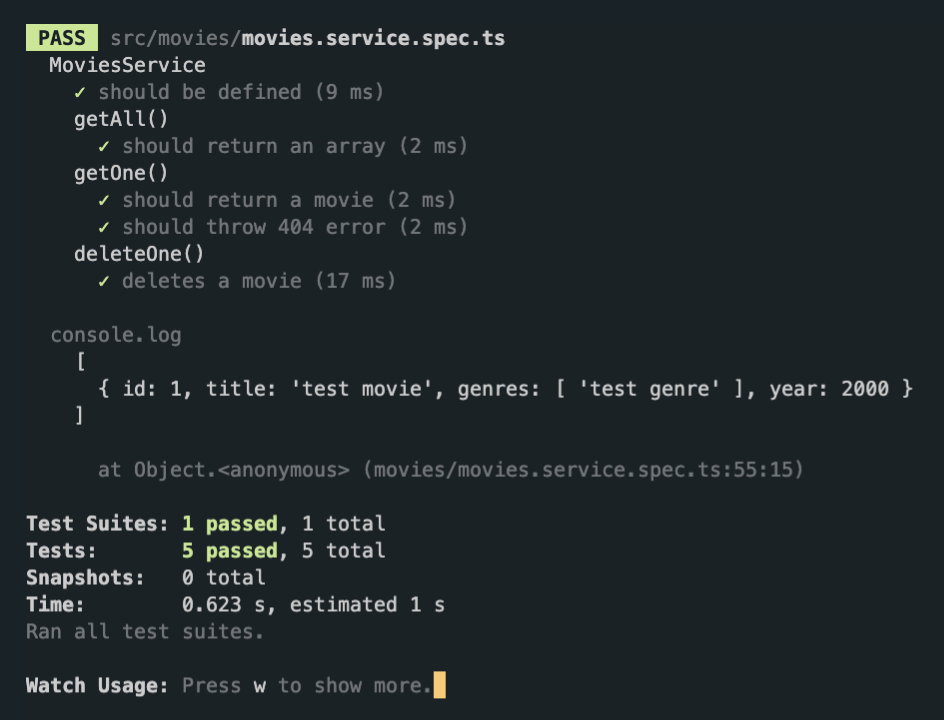 PASS src/movies/movies.service.spec.ts
MoviesService
✓ should be defined (9 ms)
getAll()
✓ should return an array (2 ms)
getOne()
✓ should return a movie (2 ms)
✓ should throw 404 error (2 ms)
deleteOne()
✓ deletes a movie (17 ms)
console.log
[
{ id: 1, title: 'test movie', genres: [ 'test genre' ], year: 2000 }
]
at Object.<anonymous> (movies/movies.service.spec.ts:55:15)
Test Suites: 1 passed, 1 total
Tests: 5 passed, 5 total
Snapshots: 0 total
Time: 0.623 s, estimated 1 s
Ran all test suites.
Watch Usage: Press w to show more.